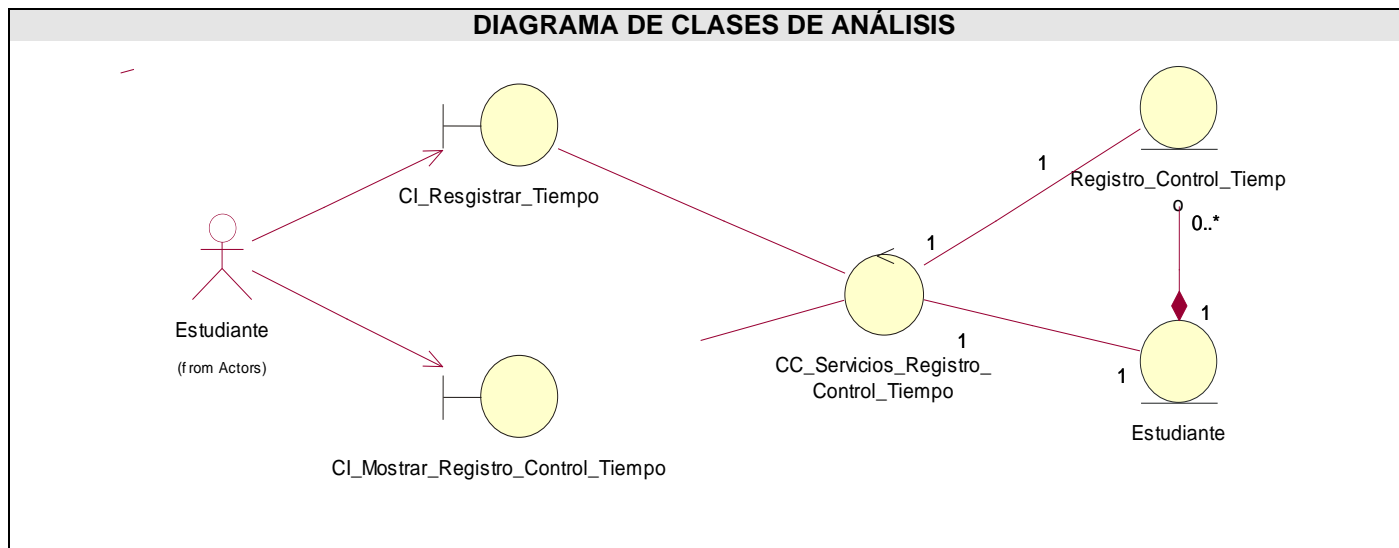 DIAGRAMA DE CLASES DE ANÁLISIS
CI_Resgistrar_Tiempo
1
Registro_Control_Tiemp
o
0..*
1
Estudiante
(from Actors)
1
1
1
CC_Servicios_Registro_
Control_Tiempo
Estudiante
CI_Mostrar_Registro_Control_Tiempo